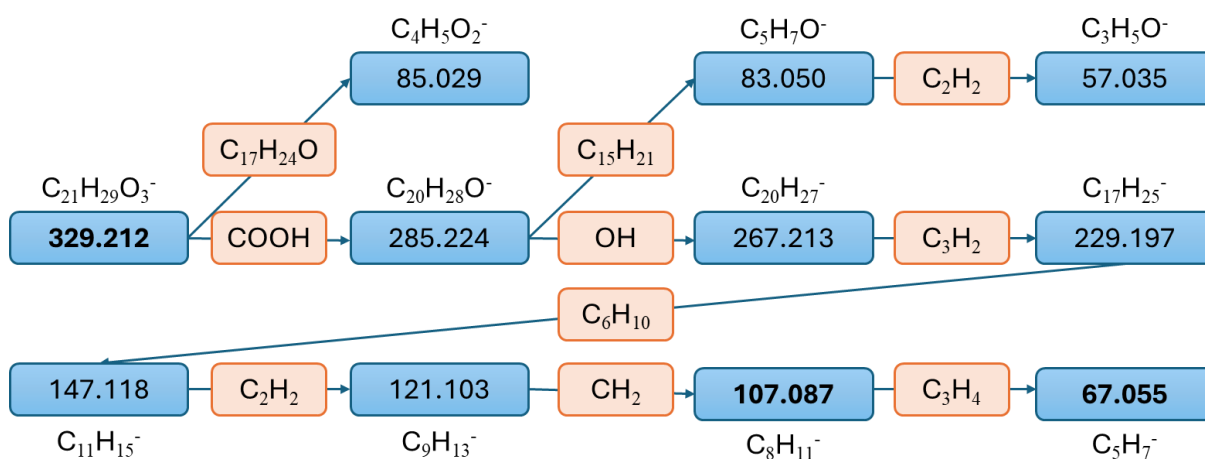 C₄H₅O₂⁻ C₅H₇O⁻ C₃H₅O⁻
85.029 83.050 C₂H₂ 57.035
C₁₇H₂₄O C₁₅H₂₁
C₂₁H₂₉O₃⁻ C₂₀H₂₈O⁻ C₂₀H₂₇⁻ C₁₇H₂₅⁻
329.212 COOH 285.224 OH 267.213 C₃H₂ 229.197
C₆H₁₀
147.118 C₂H₂ 121.103 CH₂ 107.087 C₃H₄ 67.055
C₁₁H₁₅⁻ C₉H₁₃⁻ C₈H₁₁⁻ C₅H₇⁻